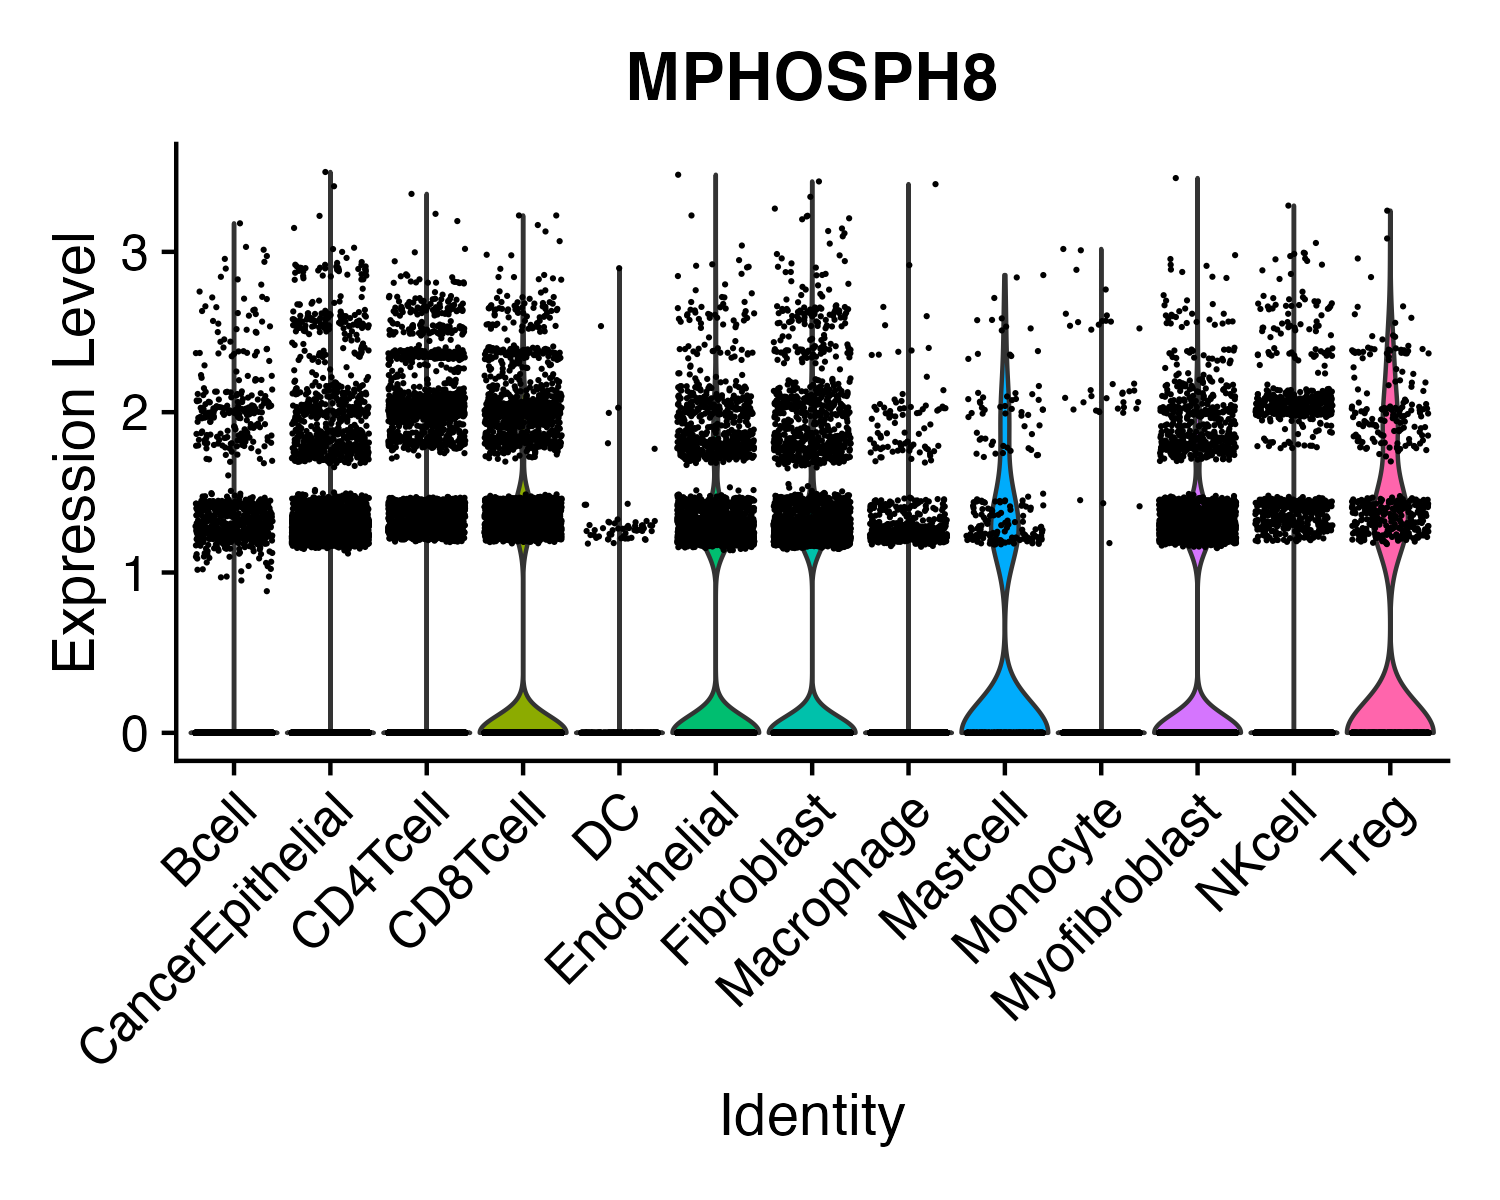 MPHOSPH8
Expression Level
3
2
1
0
Bcell
CancerEpithelial
CD4Tcell
CD8Tcell
DC
Endothelial
Fibroblast
Macrophage
Mastcell
Monocyte
Myofibroblast
NKcell
Treg
Identity